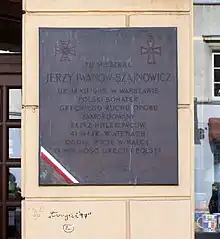 TU MIESZKAŁ
JERZY IWANOW-SZAJNOWICZ
UR. 14 XII 1911 W WARSZAWIE
POLSKI BOHATER
GRECKIEGO RUCHU OPORU
ZAMORDOWANY
PRZEZ HITLEROWCÓW
4 I 1943 R. W ATENACH
ODDAŁ ŻYCIE W WALCE
O WOLNOŚĆ GRECJI I POLSKI